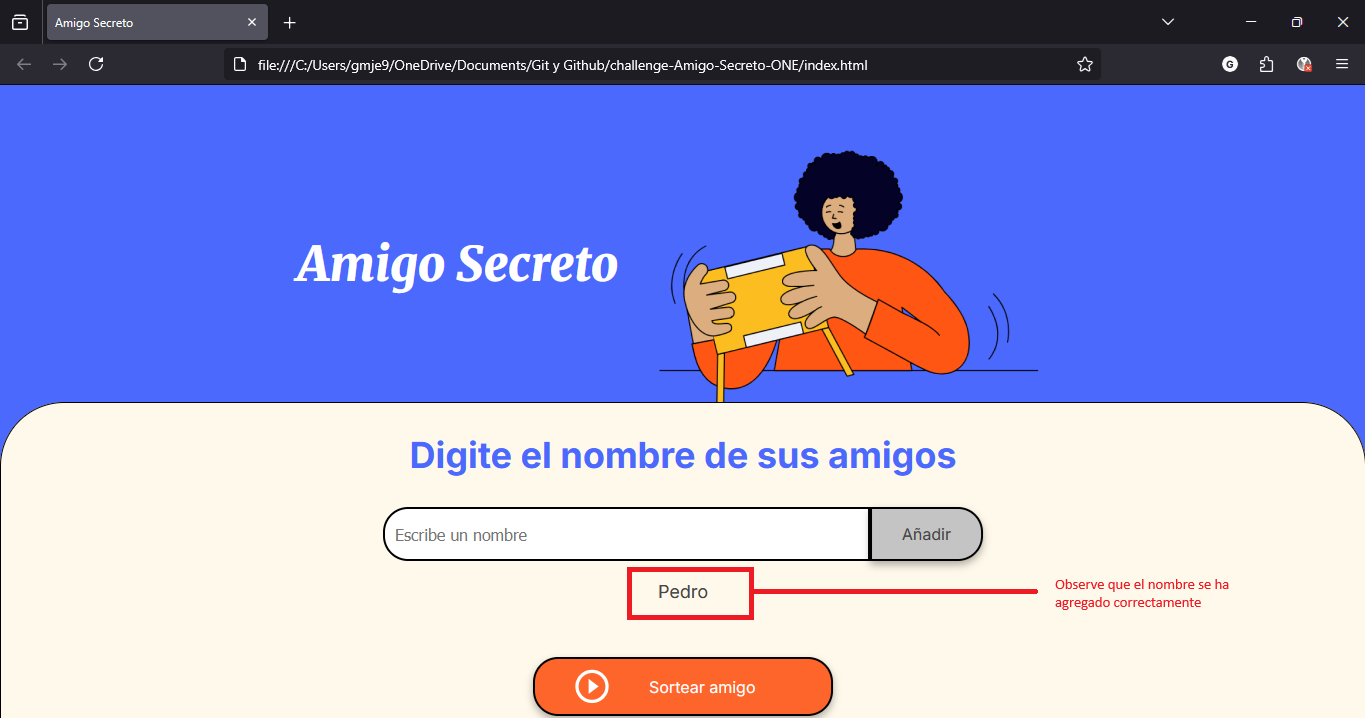 Amigo Secreto
file:///C:/Users/gmje9/OneDrive/Documents/Git y Github/challenge-Amigo-Secreto-ONE/index.html
G
Amigo Secreto
Digite el nombre de sus amigos
Escribe un nombre
Añadir
Pedro
Observe que el nombre se ha
agregado correctamente
Sortear amigo